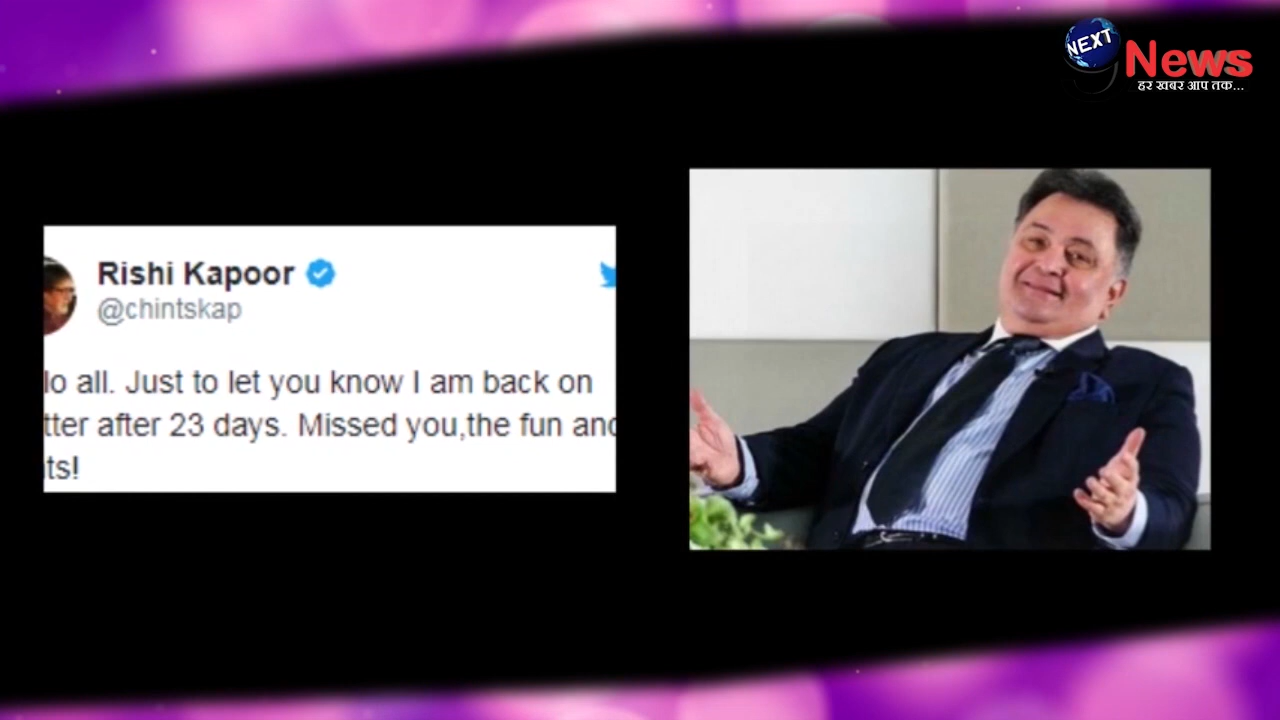 NEXT
News
हर खबर आप तक...
Rishi Kapoor
@chintskap
lo all. Just to let you know I am back on
tter after 23 days. Missed you,the fun and
ts!